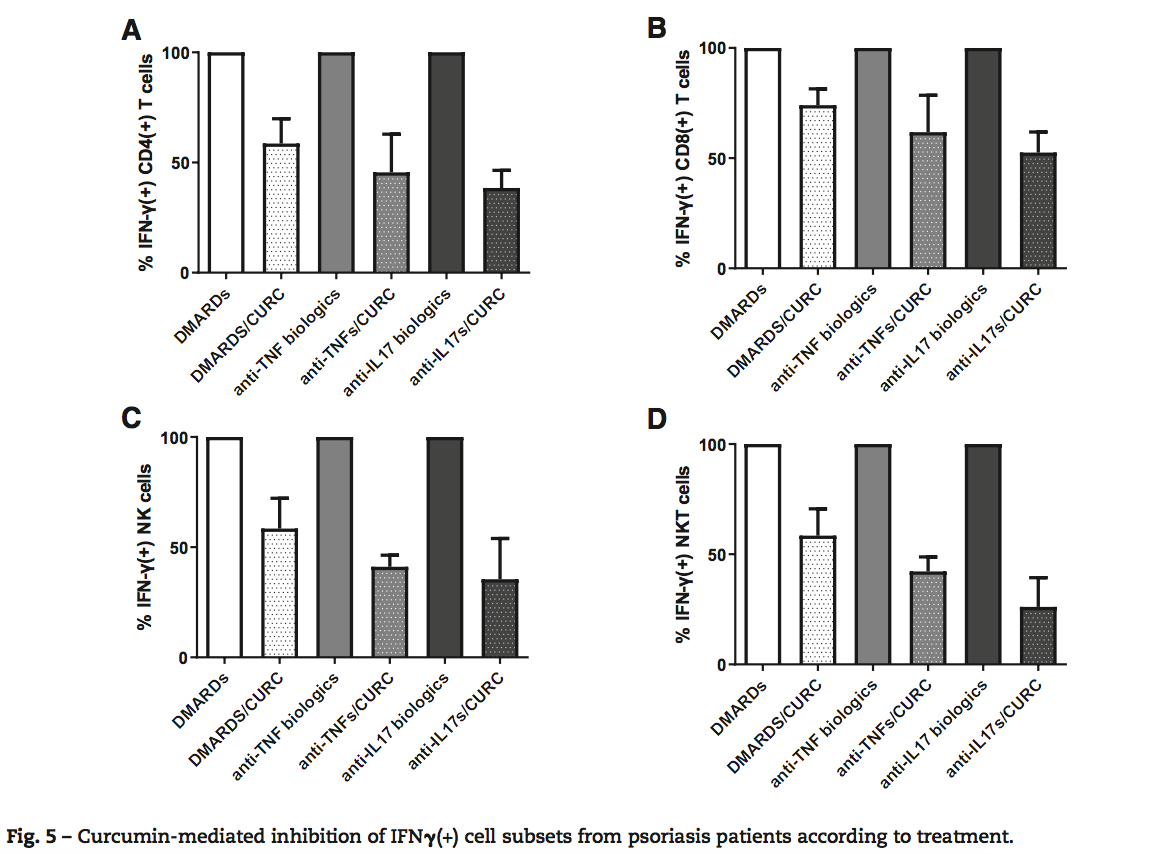 A
% IFN-γ(+) CD4(+) T cells
100
50
0
DMARDs
DMARDS/CURC
anti-TNF biologics
anti-TNFs/CURC
anti-IL17 biologics
anti-IL17s/CURC
B
% IFN-γ(+) CD8(+) T cells
100
50
0
DMARDs
DMARDS/CURC
anti-TNF biologics
anti-TNFs/CURC
anti-IL17 biologics
anti-IL17s/CURC
C
% IFN-γ(+) NK cells
100
50
0
DMARDs
DMARDS/CURC
anti-TNF biologics
anti-TNFs/CURC
anti-IL17 biologics
anti-IL17s/CURC
D
% IFN-γ(+) NKT cells
100
50
0
DMARDs
DMARDS/CURC
anti-TNF biologics
anti-TNFs/CURC
anti-IL17 biologics
anti-IL17s/CURC
Fig. 5 – Curcumin-mediated inhibition of IFNγ(+) cell subsets from psoriasis patients according to treatment.